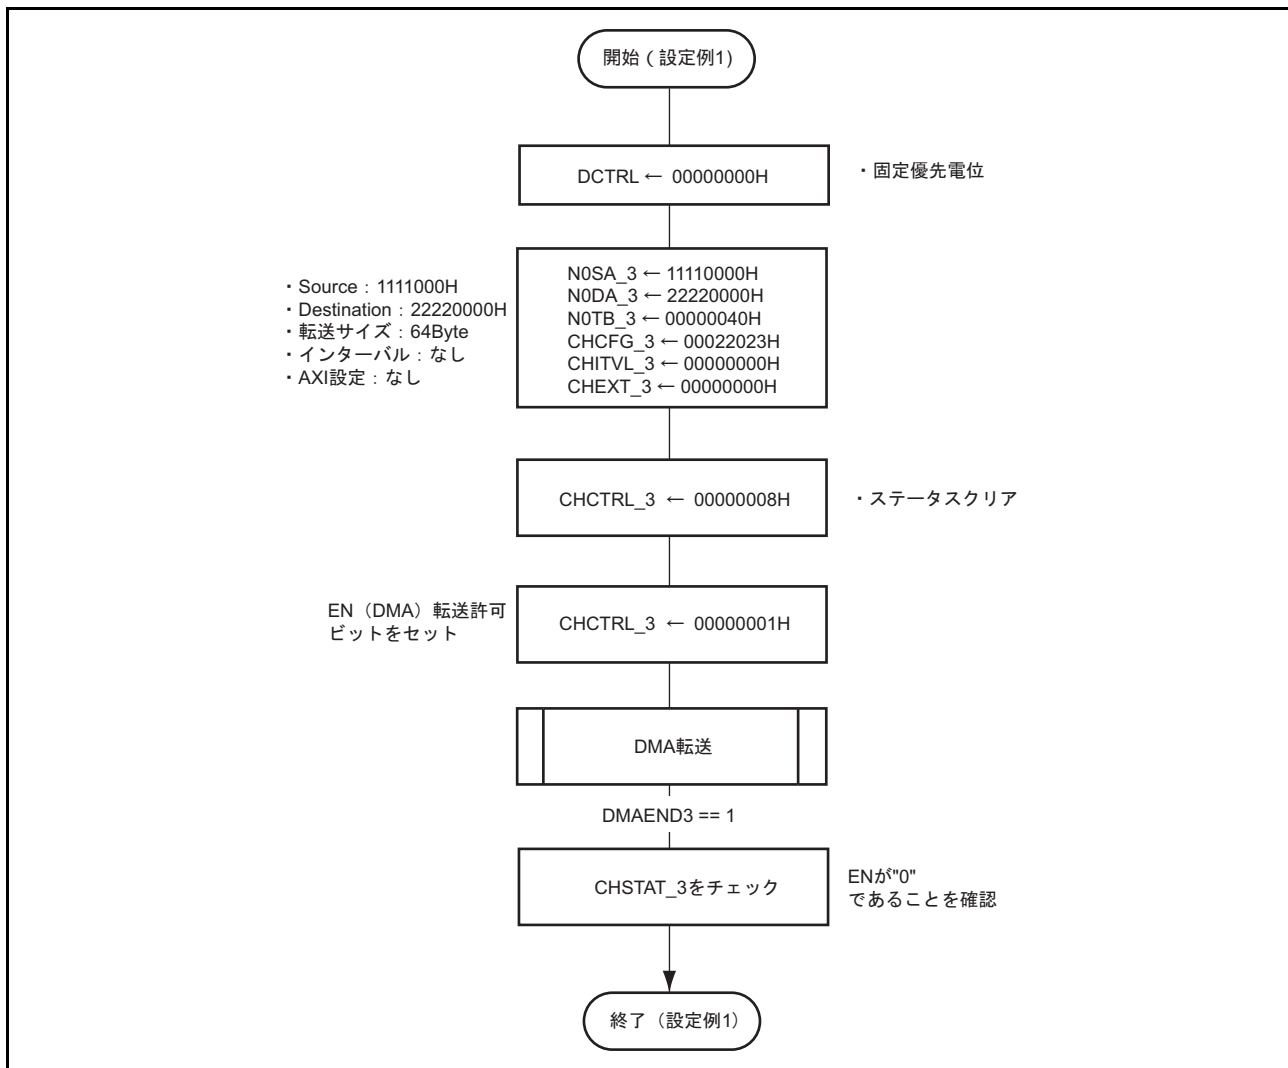 開始（設定例1）
DCTRL ← 00000000H
・固定優先電位
・Source：1111000H
・Destination：22220000H
・転送サイズ：64Byte
・インターバル：なし
・AXI設定：なし
N0SA_3 ← 11110000H
N0DA_3 ← 22220000H
N0TB_3 ← 00000040H
CHCFG_3 ← 00022023H
CHITVL_3 ← 00000000H
CHEXT_3 ← 00000000H
CHCTRL_3 ← 00000008H
・ステータスクリア
EN（DMA）転送許可
ビットをセット
CHCTRL_3 ← 00000001H
DMA転送
DMAEND3 == 1
CHSTAT_3をチェック
ENが"0"
であることを確認
終了（設定例1）